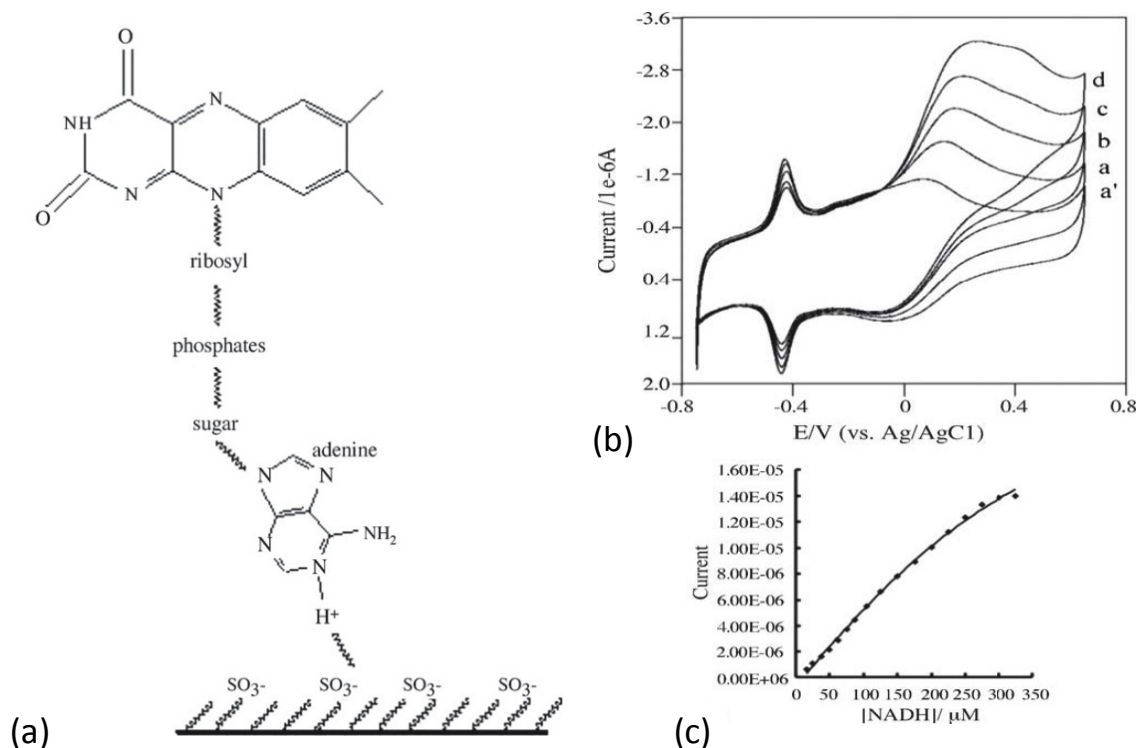 O
N
NH
O
N
N
ribosyl
phosphates
sugar
adenine
N
N
N
NH2
N
H+
SO3- SO3- SO3- SO3-
(a)
-3.6
-2.8
-2.0
-1.2
-0.4
0.4
1.2
2.0
Current /1e-6A
d
c
b
a
a'
-0.8 -0.4 0 0.4 0.8
E/V (vs. Ag/AgC1)
(b)
1.60E-05
1.40E-05
1.20E-05
1.00E-05
8.00E-06
6.00E-06
4.00E-06
2.00E-06
0.00E+06
Current
0 50 100 150 200 250 300 350
[NADH]/ μM
(c)